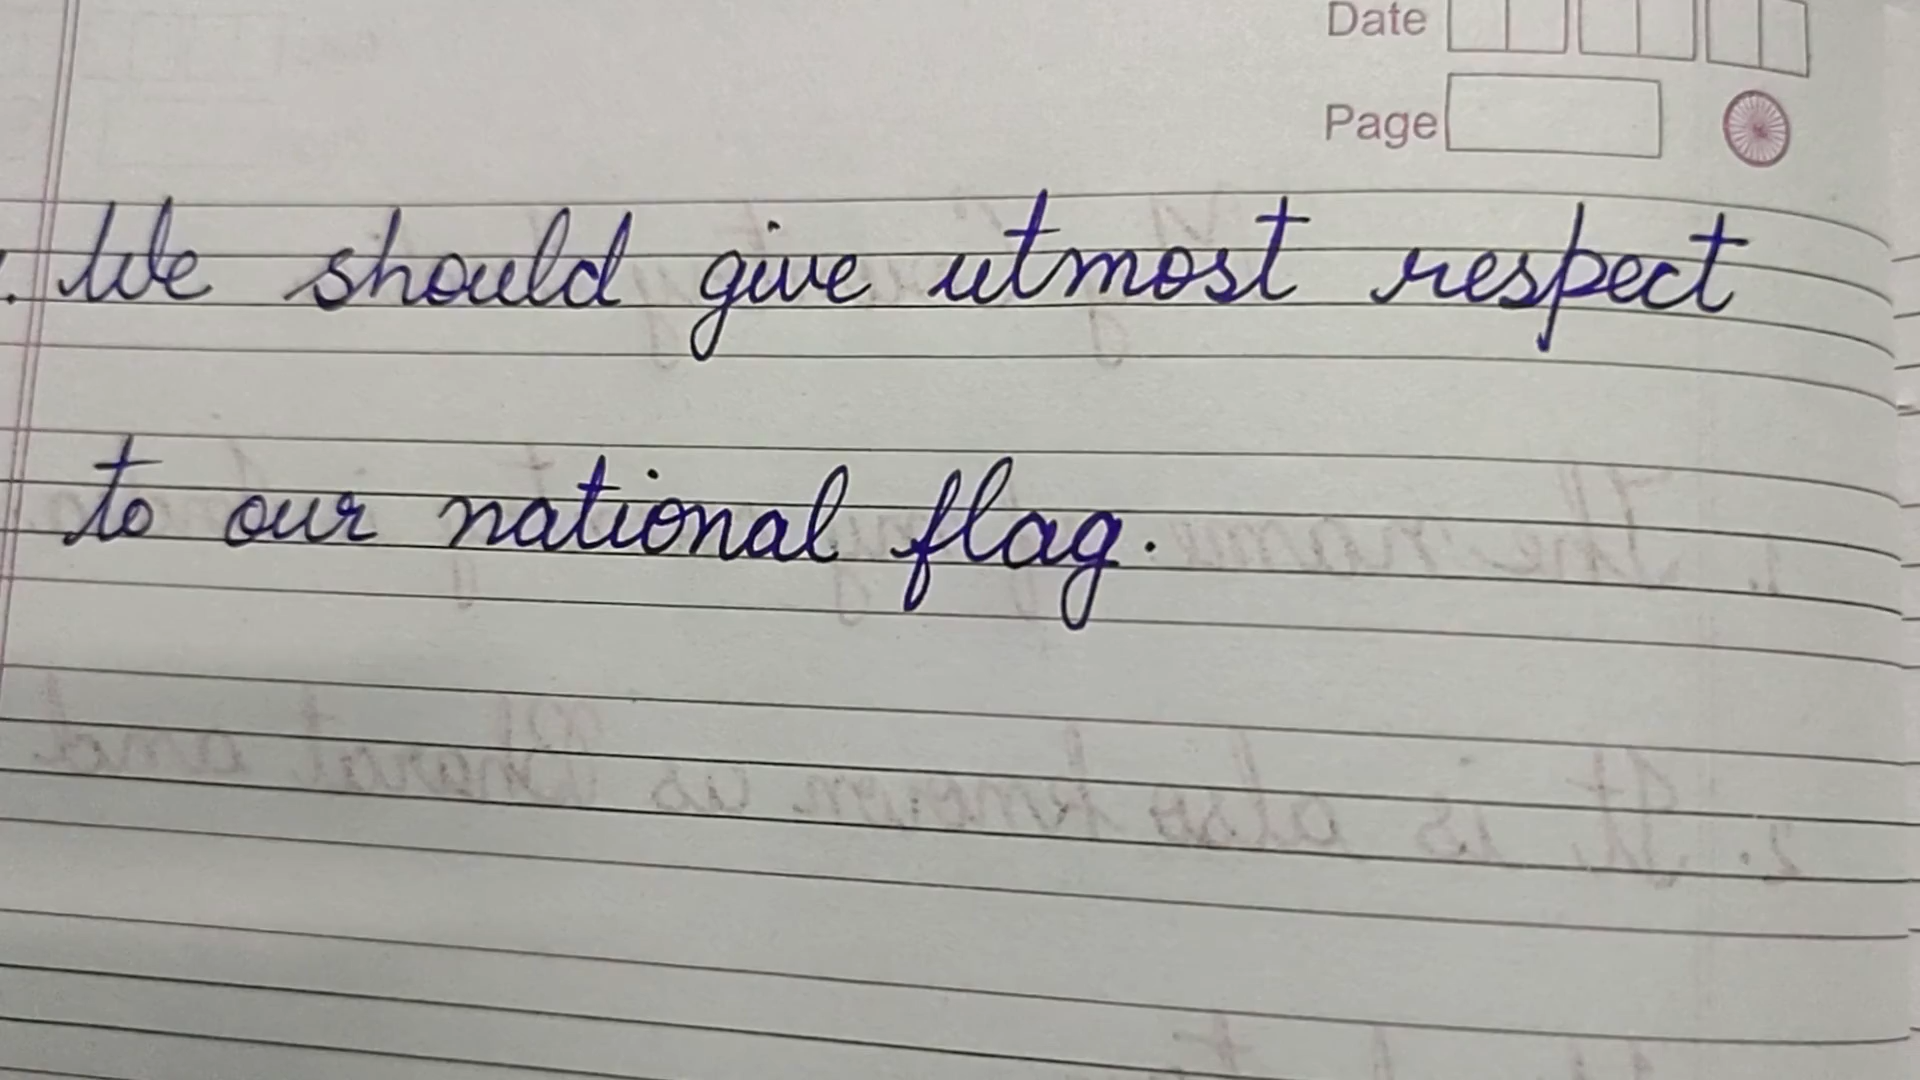 Date
Page
. We should give utmost respect
to our national flag.